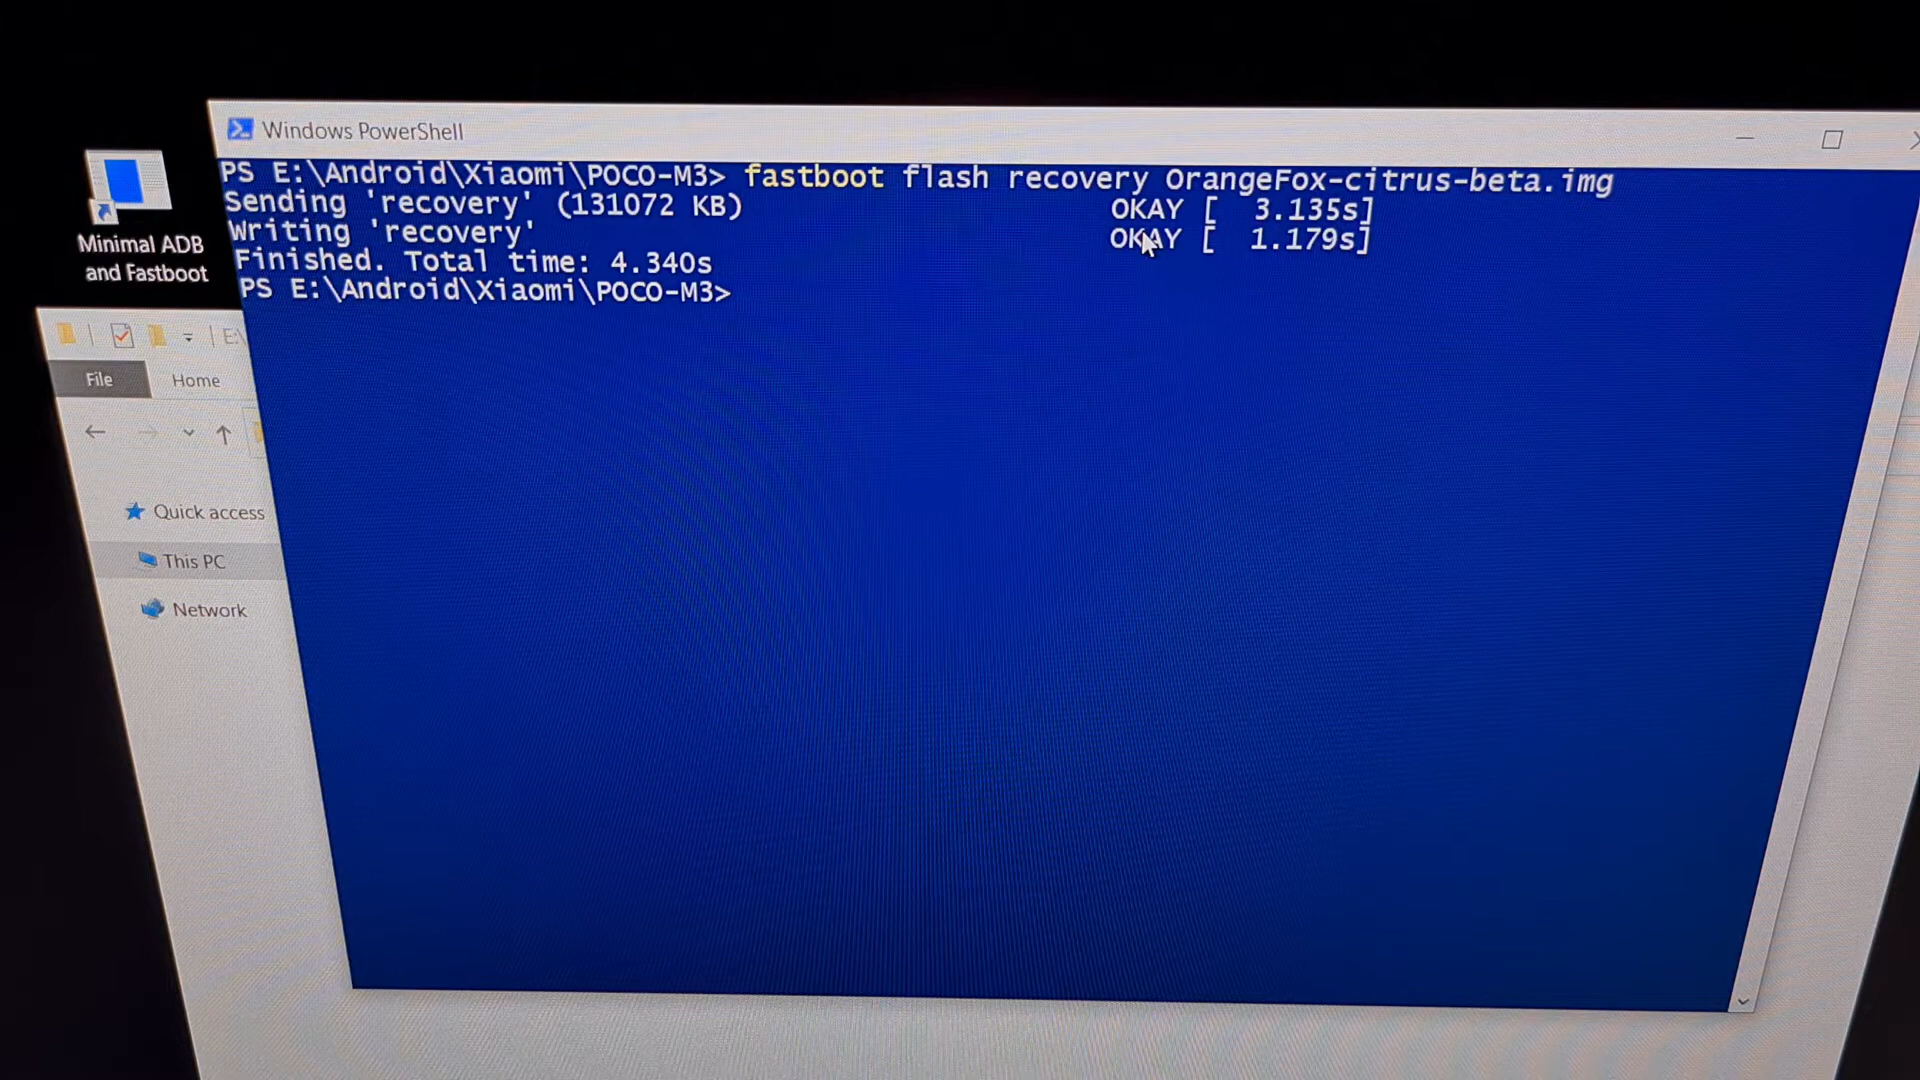 Windows PowerShell
PS E:\Android\Xiaomi\POCO-M3> fastboot flash recovery OrangeFox-citrus-beta.img
Sending 'recovery' (131072 KB) OKAY [ 3.135s]
Writing 'recovery' OKAY [ 1.179s]
Finished. Total time: 4.340s
PS E:\Android\Xiaomi\POCO-M3>
Minimal ADB
and Fastboot
E:\
File Home
Quick access
This PC
Network